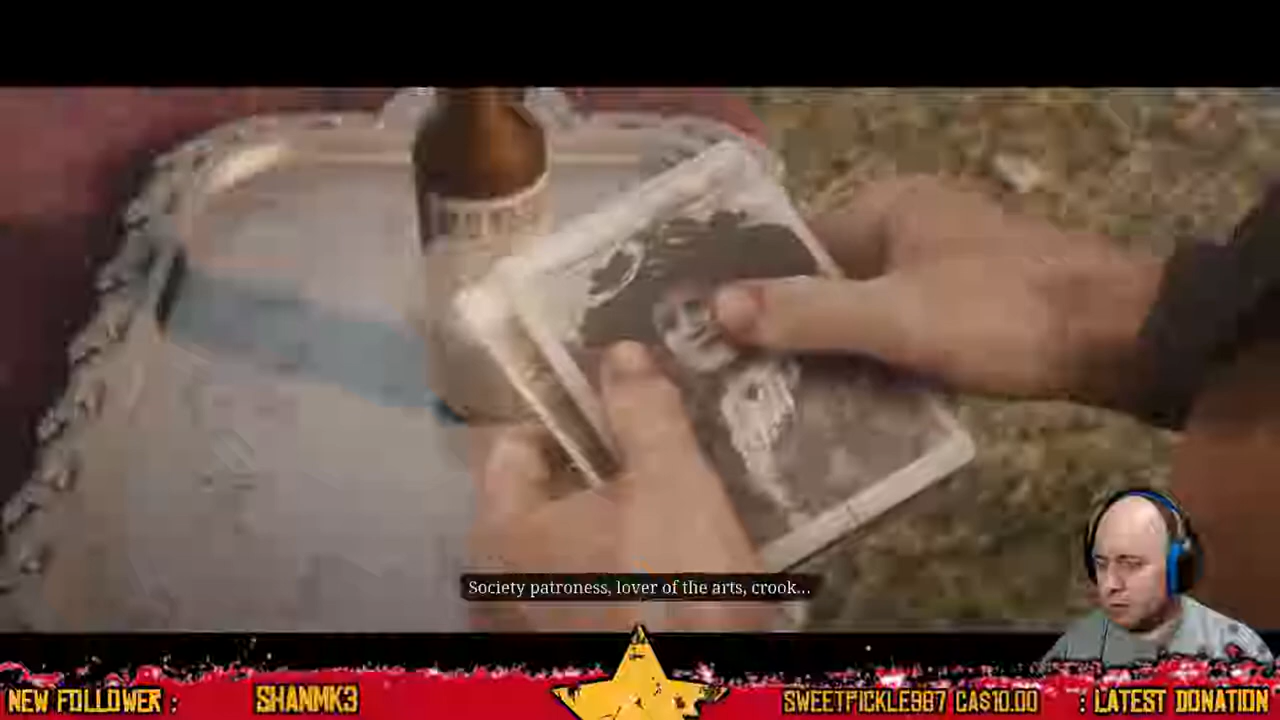 Society patroness, lover of the arts, crook...
NEW FOLLOWER :
SHANMK3
SWEETPICKLE987 CA$10.00
: LATEST DONATION